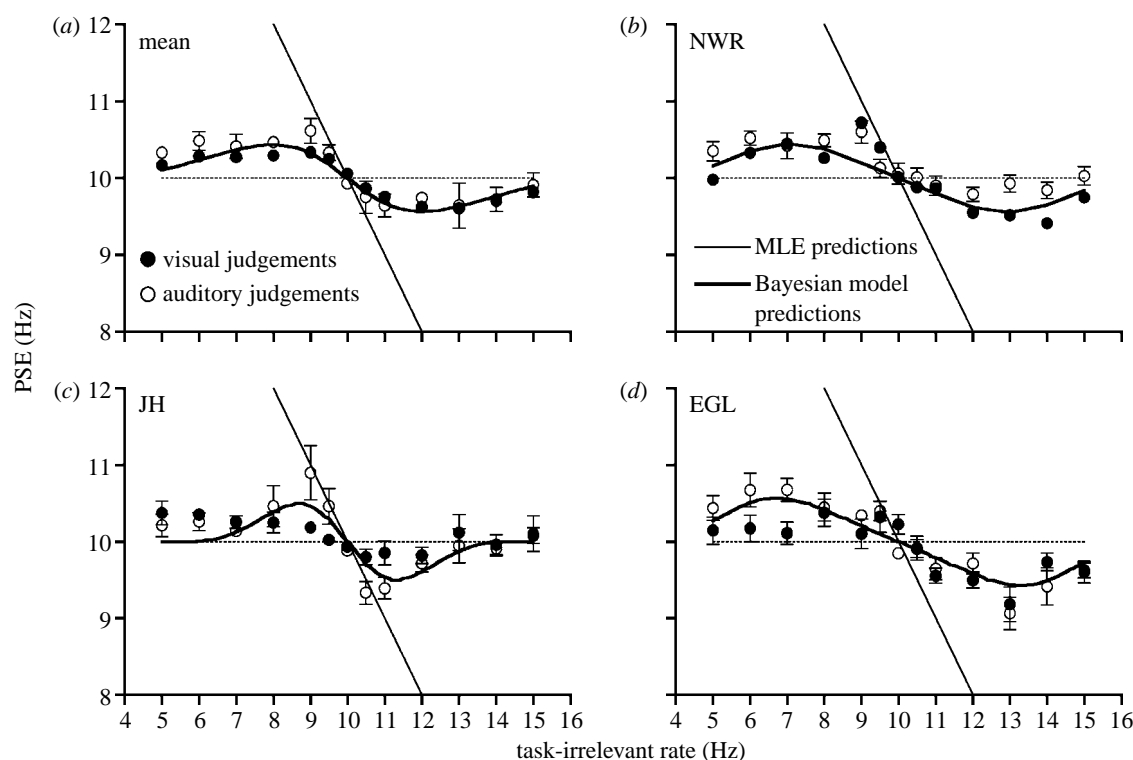 (a)
12
mean
11
10
9
8
visual judgements
auditory judgements
(b)
NWR
MLE predictions
Bayesian model
predictions
PSE (Hz)
(c)
12
JH
11
10
9
8
4 5 6 7 8 9 10 11 12 13 14 15 16
(d)
EGL
4 5 6 7 8 9 10 11 12 13 14 15 16
task-irrelevant rate (Hz)